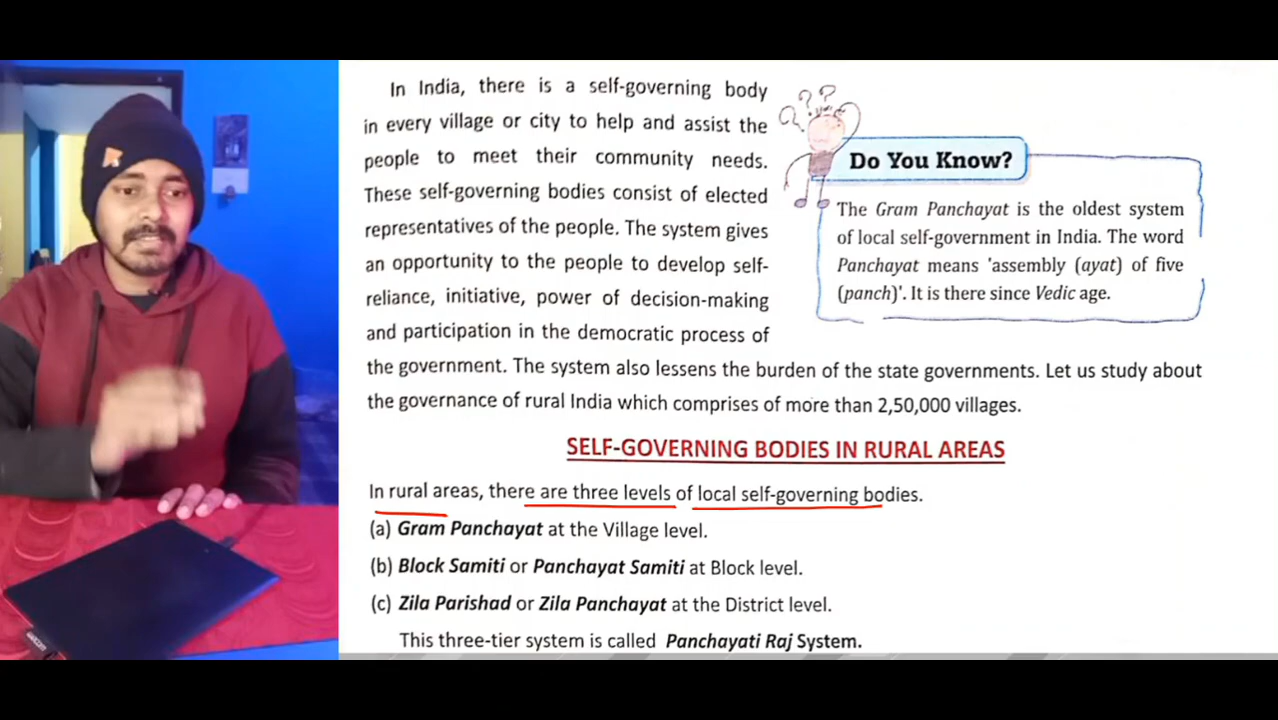 In India, there is a self-governing body
in every village or city to help and assist the
people to meet their community needs.
These self-governing bodies consist of elected
representatives of the people. The system gives
an opportunity to the people to develop self-
reliance, initiative, power of decision-making
and participation in the democratic process of
the government. The system also lessens the burden of the state governments. Let us study about
the governance of rural India which comprises of more than 2,50,000 villages.
???
Do You Know?
The Gram Panchayat is the oldest system
of local self-government in India. The word
Panchayat means 'assembly (ayat) of five
(panch)'. It is there since Vedic age.
SELF-GOVERNING BODIES IN RURAL AREAS
In rural areas, there are three levels of local self-governing bodies.
(a) Gram Panchayat at the Village level.
(b) Block Samiti or Panchayat Samiti at Block level.
(c) Zila Parishad or Zila Panchayat at the District level.
This three-tier system is called Panchayati Raj System.
wacom